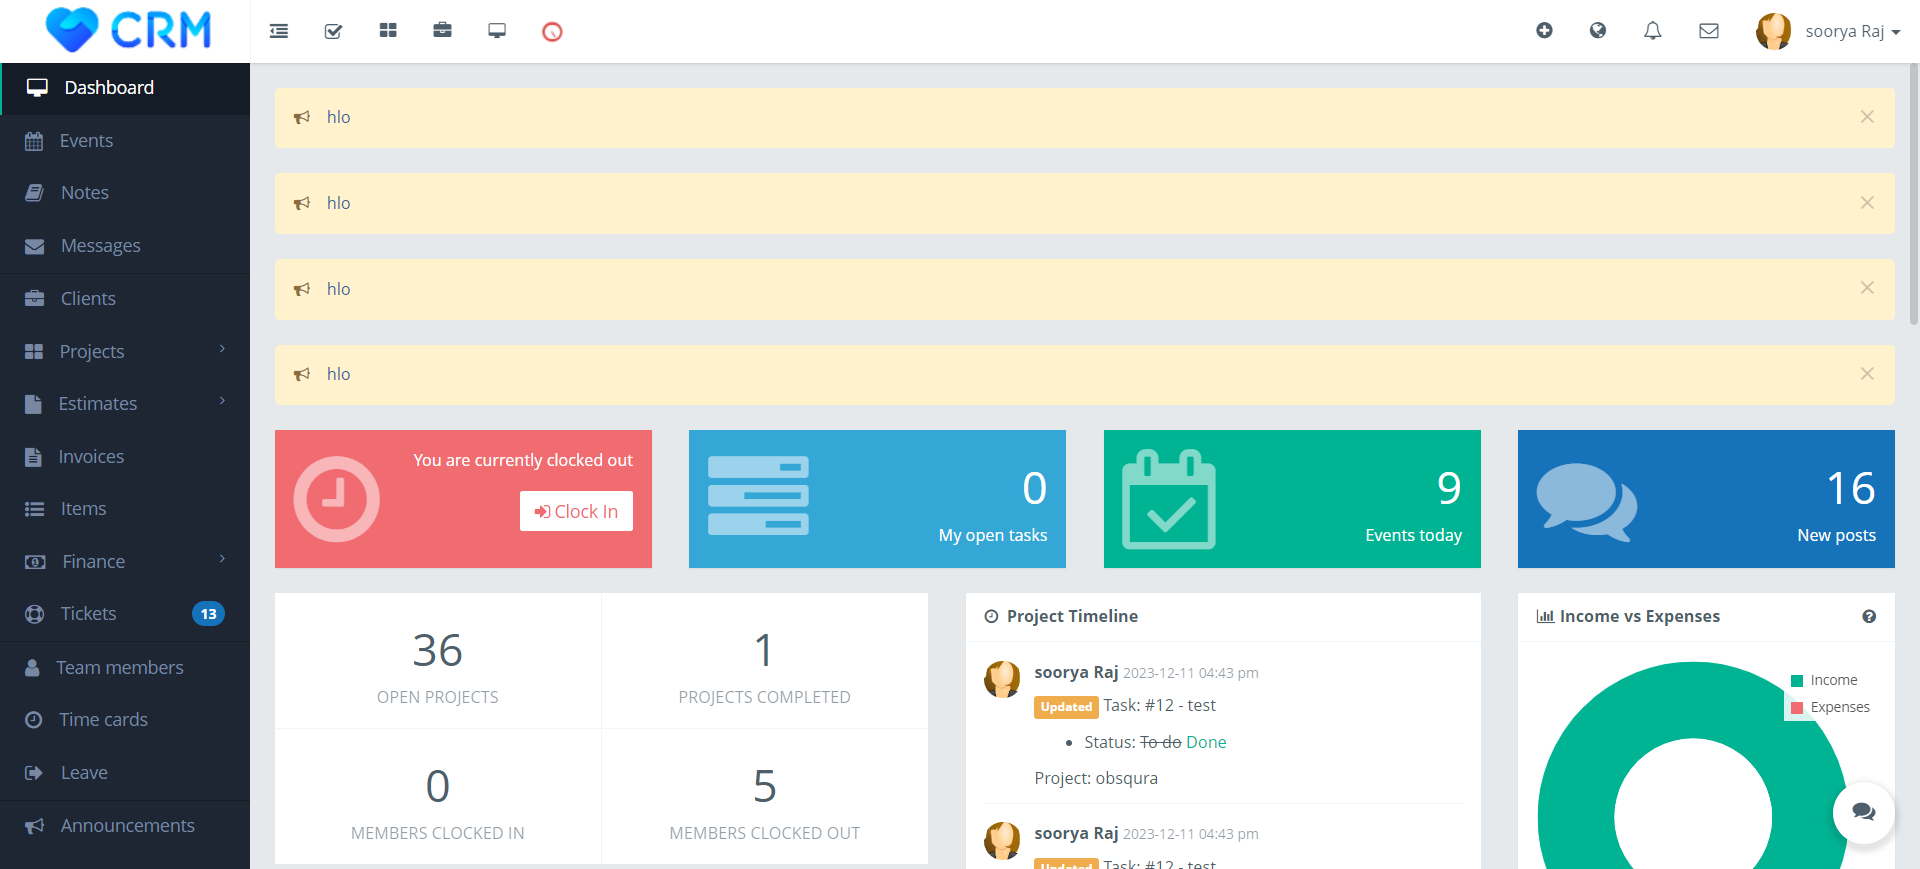 CRM
soorya Raj
Dashboard
Events
Notes
Messages
Clients
Projects
Estimates
Invoices
Items
Finance
Tickets 13
Team members
Time cards
Leave
Announcements
hlo
hlo
hlo
hlo
You are currently clocked out
Clock In
0
My open tasks
9
Events today
16
New posts
36
OPEN PROJECTS
1
PROJECTS COMPLETED
0
MEMBERS CLOCKED IN
5
MEMBERS CLOCKED OUT
Project Timeline
soorya Raj 2023-12-11 04:43 pm
Updated Task: #12 - test
Status: To do Done
Project: obsqura
soorya Raj 2023-12-11 04:43 pm
Updated Task: #12 - test
Income vs Expenses
Income
Expenses